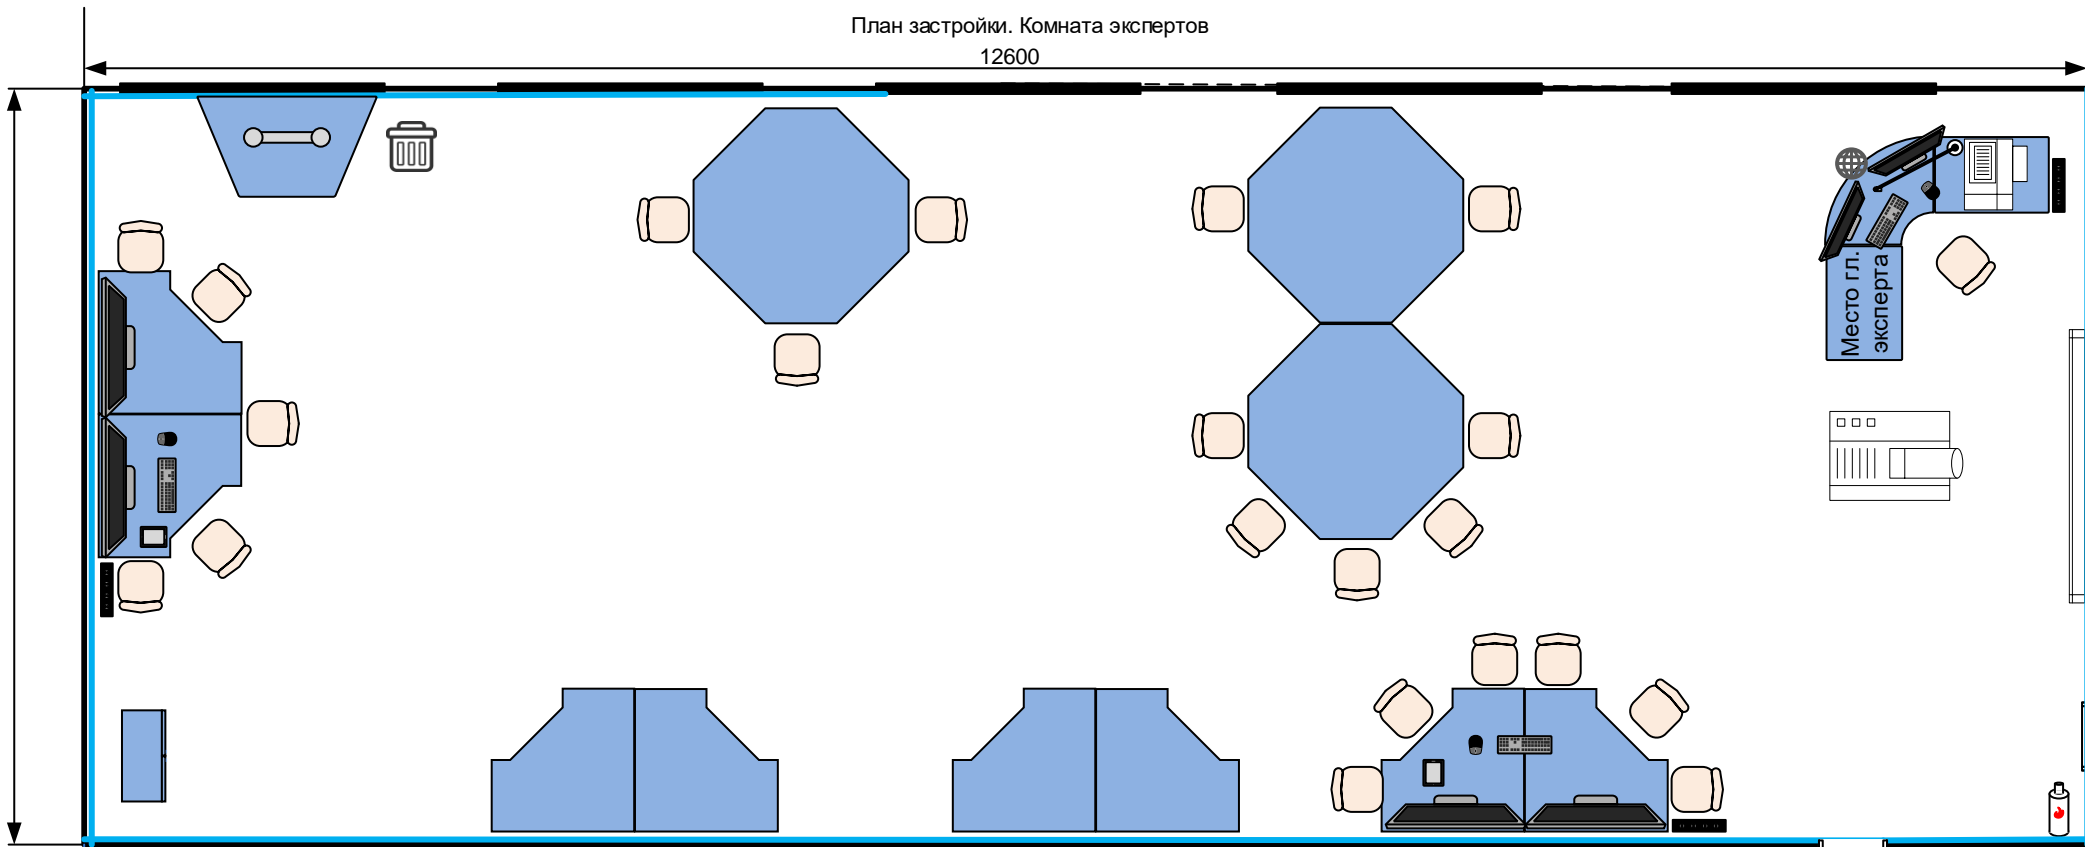 План застройки. Комната экспертов
12600
Место гл.
эксперта